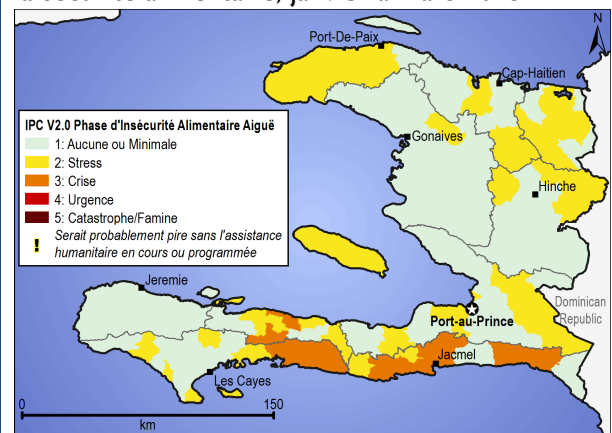 Port-De-Paix
N
Cap-Haitien
IPC V2.0 Phase d'Insécurité Alimentaire Aiguë
1: Aucune ou Minimale
2: Stress
3: Crise
4: Urgence
5: Catastrophe/Famine
! Serait probablement pire sans l'assistance
humanitaire en cours ou programmée
Gonaives
Hinche
Jeremie
Dominican
Republic
Port-au-Prince
Jacmel
Les Cayes
0 150
km